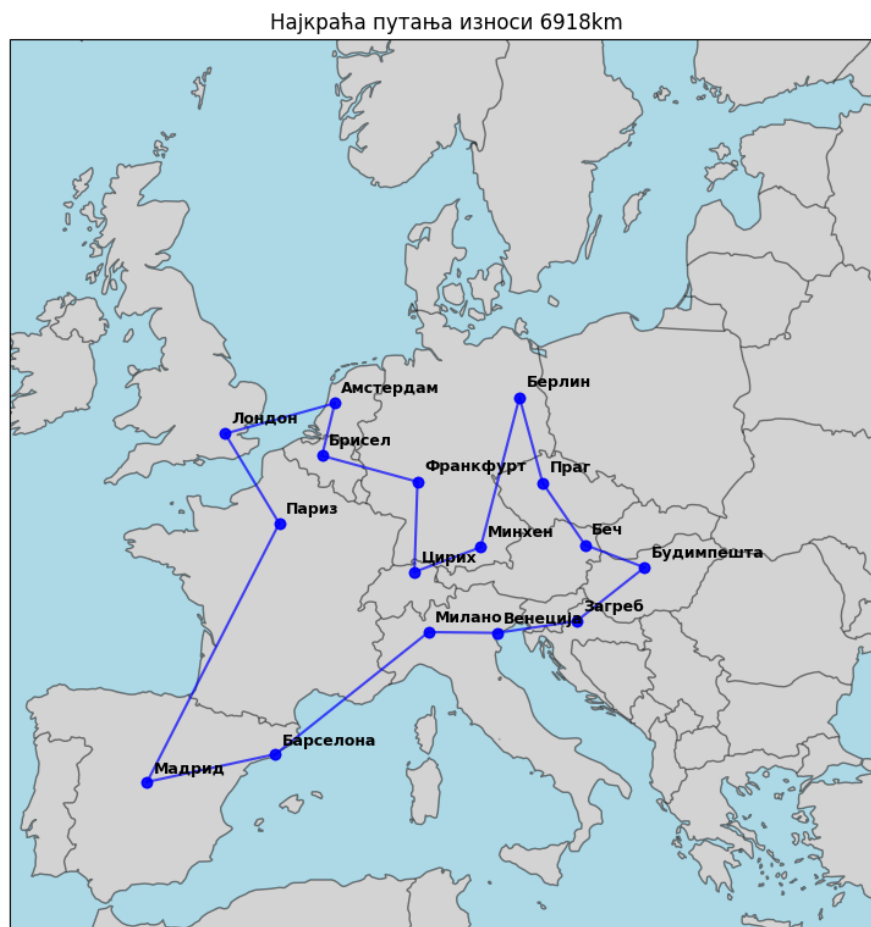 Најкраћа путања износи 6918km
Берлин
Амстердам
Лондон
Брисел
Франкфурт
Праг
Париз
Минхен
Беч
Цирих
Будимпешта
Милано
Венеција
Загреб
Барселона
Мадрид